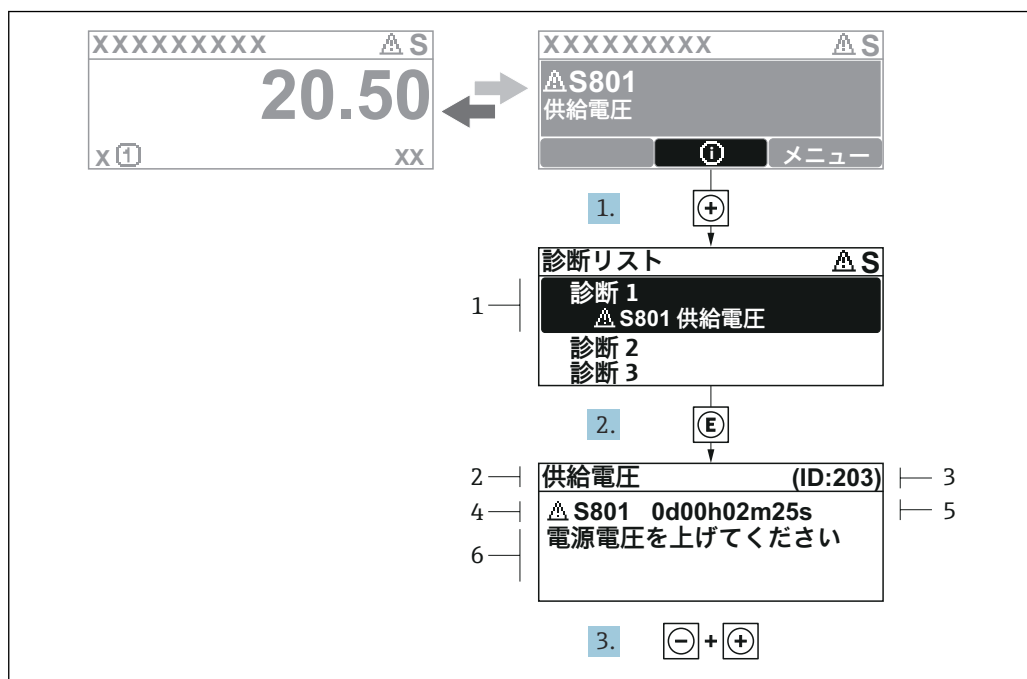 XXXXXXXXX ⚠ S
20.50
x ① xx
XXXXXXXXX ⚠ S
⚠S801
供給電圧
ⓘ メニュー
1. ⊕
診断リスト ⚠ S
1 診断 1
⚠ S801 供給電圧
診断 2
診断 3
2. Ⓔ
2 供給電圧 (ID:203) 3
4 ⚠ S801 0d00h02m25s 5
6 電源電圧を上げてください
3. ⊖ + ⊕